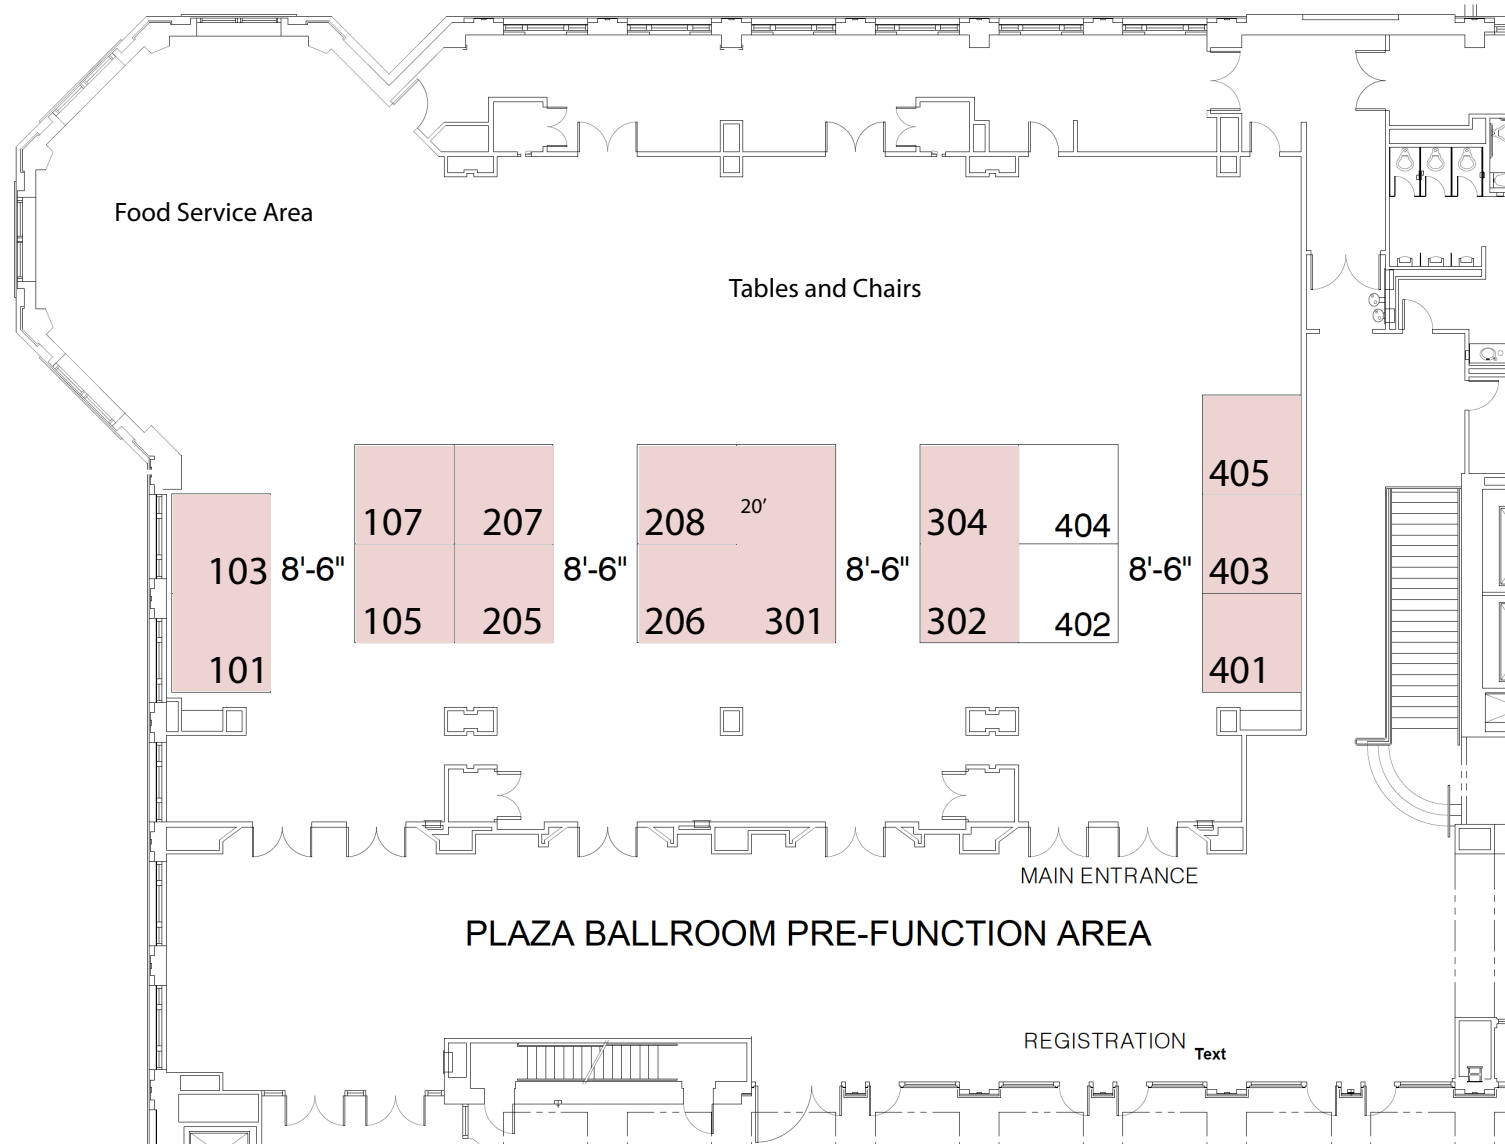 Food Service Area
Tables and Chairs
405
107 207 208 20' 304 404
103 8'-6" 8'-6" 8'-6" 8'-6" 403
105 205 206 301 302 402
101 401
MAIN ENTRANCE
PLAZA BALLROOM PRE-FUNCTION AREA
REGISTRATION Text